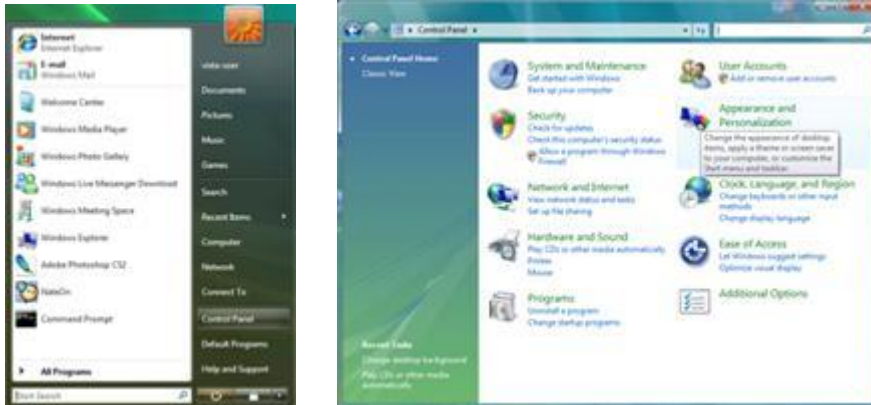 Internet
Internet Explorer
E-mail
Windows Mail
Welcome Center
Windows Media Player
Windows Photo Gallery
Windows Live Messenger Download
Windows Meeting Space
Windows Explorer
Adobe Photoshop CS2
NateOn
Command Prompt
All Programs
Start Search
vista user
Documents
Pictures
Music
Games
Search
Recent Items
Computer
Network
Connect To
Control Panel
Default Programs
Help and Support
Control Panel
Control Panel Home
Classic View
Recent Tasks
Change desktop background
Play CDs or other media
automatically
System and Maintenance
Get started with Windows
Back up your computer
Security
Check for updates
Check this computer's security status
Allow a program through Windows
Firewall
Network and Internet
View network status and tasks
Set up file sharing
Hardware and Sound
Play CDs or other media automatically
Printer
Mouse
Programs
Uninstall a program
Change startup programs
User Accounts
Add or remove user accounts
Appearance and
Personalization
Change the appearance of desktop
items, apply a theme or screen saver
to your computer, or customize the
Start menu and taskbar.
Clock, Language, and Region
Change keyboards or other input
methods
Change display language
Ease of Access
Let Windows suggest settings
Optimize visual display
Additional Options